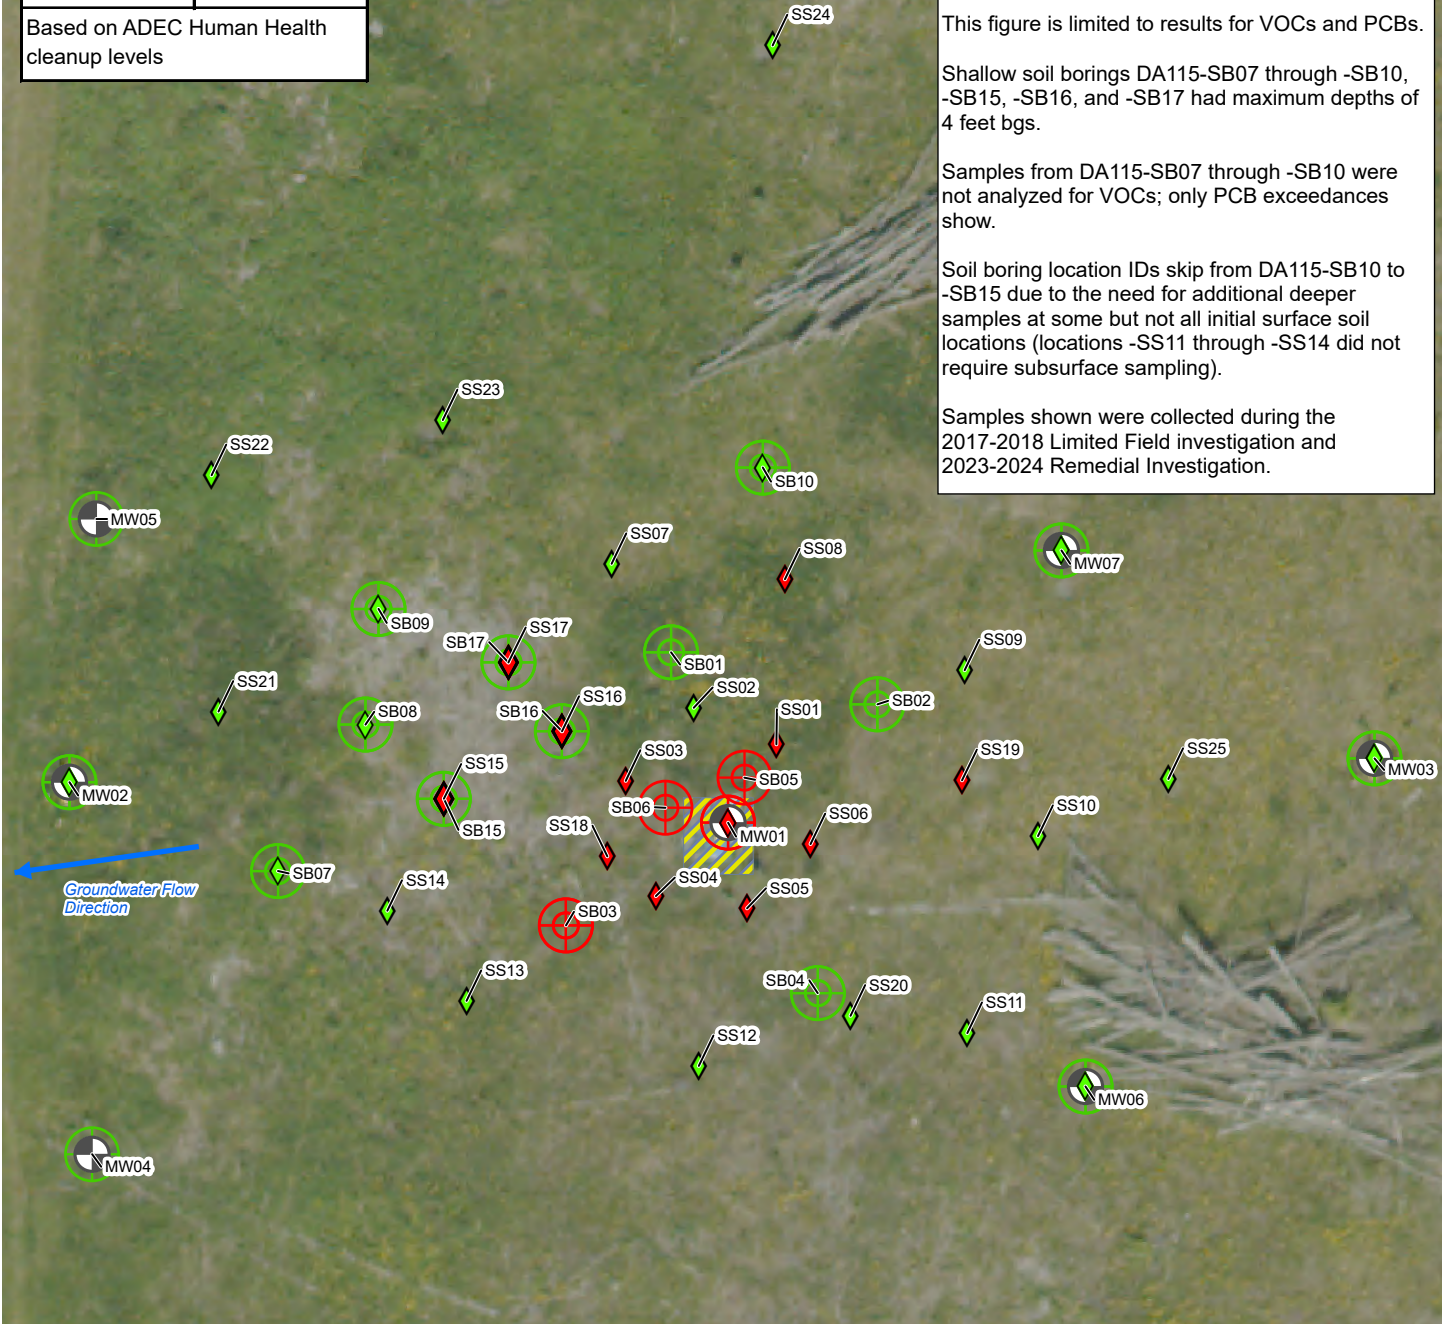 Based on ADEC Human Health
cleanup levels
This figure is limited to results for VOCs and PCBs.
Shallow soil borings DA115-SB07 through -SB10,
-SB15, -SB16, and -SB17 had maximum depths of
4 feet bgs.
Samples from DA115-SB07 through -SB10 were
not analyzed for VOCs; only PCB exceedances
show.
Soil boring location IDs skip from DA115-SB10 to
-SB15 due to the need for additional deeper
samples at some but not all initial surface soil
locations (locations -SS11 through -SS14 did not
require subsurface sampling).
Samples shown were collected during the
2017-2018 Limited Field investigation and
2023-2024 Remedial Investigation.
SS24
SS23
SS22
SB10
MW05
SS07
SS08
MW07
SB09
SS17
SB17
SB01
SS09
SS02
SS21
SS16
SB16
SB08
SB02
SS01
SS15
SS03
SB05
SS19
SS25
MW03
MW02
SB06
SS18
SB15
MW01
SS06
SS10
SB07
SS14
SS04
SS05
Groundwater Flow
Direction
SB03
SS13
SB04
SS20
SS11
SS12
MW06
MW04